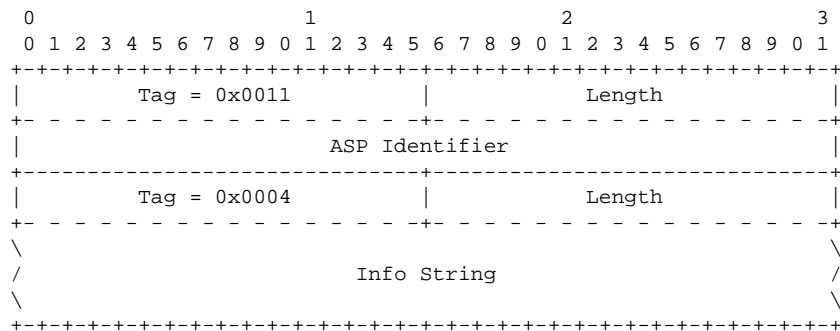 0                   1                   2                   3
 0 1 2 3 4 5 6 7 8 9 0 1 2 3 4 5 6 7 8 9 0 1 2 3 4 5 6 7 8 9 0 1
+-+-+-+-+-+-+-+-+-+-+-+-+-+-+-+-+-+-+-+-+-+-+-+-+-+-+-+-+-+-+-+-+
|         Tag = 0x0011          |            Length             |
+- - - - - - - - - - - - - - - -+- - - - - - - - - - - - - - - -+
|                        ASP Identifier                         |
+-------------------------------+-------------------------------+
|         Tag = 0x0004          |            Length             |
+- - - - - - - - - - - - - - - -+- - - - - - - - - - - - - - - -+
\                                                               \
/                          Info String                          /
\                                                               \
+-+-+-+-+-+-+-+-+-+-+-+-+-+-+-+-+-+-+-+-+-+-+-+-+-+-+-+-+-+-+-+-+